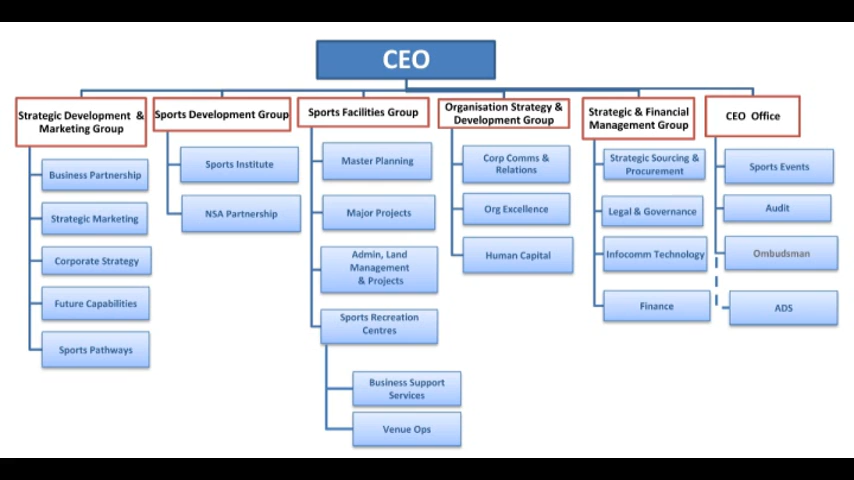 CEO
Strategic Development &
Marketing Group
Business Partnership
Strategic Marketing
Corporate Strategy
Future Capabilities
Sports Pathways
Sports Development Group
Sports Institute
NSA Partnership
Sports Facilities Group
Master Planning
Major Projects
Admin, Land
Management
& Projects
Sports Recreation
Centres
Business Support
Services
Venue Ops
Organisation Strategy &
Development Group
Corp Comms &
Relations
Org Excellence
Human Capital
Strategic & Financial
Management Group
Strategic Sourcing &
Procurement
Legal & Governance
Infocomm Technology
Finance
CEO Office
Sports Events
Audit
Ombudsman
ADS